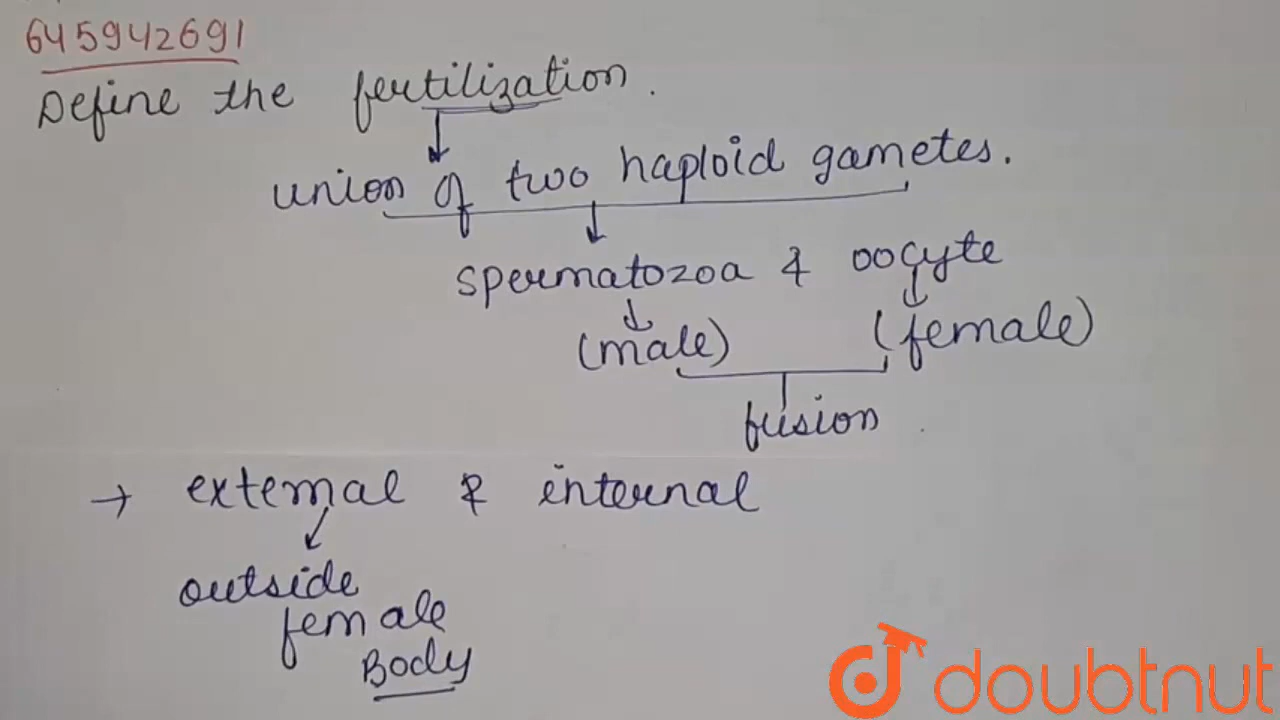 645942691
Define the fertilization.
union of two haploid gametes.
spermatozoa & oocyte
(male) (female)
fusion
→ external & internal
outside
female
Body
doubtnut